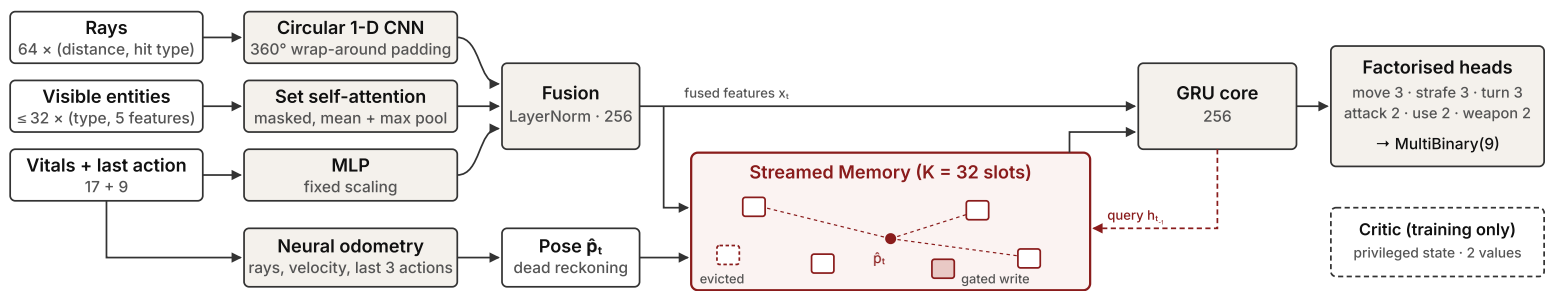 Rays
64 × (distance, hit type)
Circular 1-D CNN
360° wrap-around padding
Visible entities
≤ 32 × (type, 5 features)
Set self-attention
masked, mean + max pool
Vitals + last action
17 + 9
MLP
fixed scaling
Neural odometry
rays, velocity, last 3 actions
Fusion
LayerNorm · 256
Pose p̂ₜ
dead reckoning
fused features xₜ
Streamed Memory (K = 32 slots)
p̂ₜ
evicted
gated write
GRU core
256
query hₜ₋₁
Factorised heads
move 3 · strafe 3 · turn 3
attack 2 · use 2 · weapon 2
→ MultiBinary(9)
Critic (training only)
privileged state · 2 values